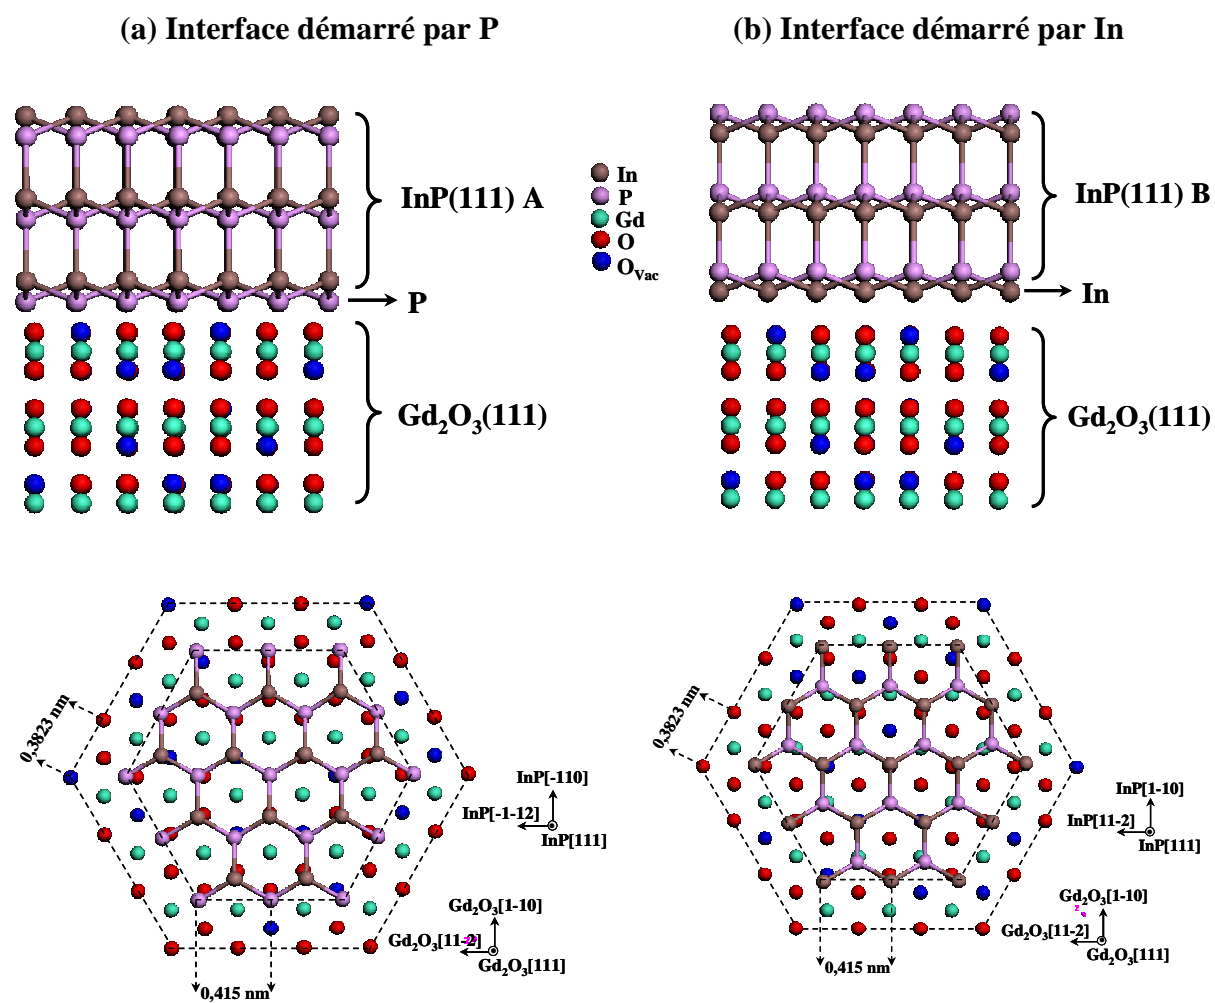 (a) Interface démarré par P
(b) Interface démarré par In
InP(111) A
P
Gd2O3(111)
In
P
Gd
O
OVac
InP(111) B
In
Gd2O3(111)
0,3823 nm
0,415 nm
InP[-110]
InP[-1-12]
InP[111]
Gd2O3[1-10]
Gd2O3[11-2]
Gd2O3[111]
0,3823 nm
0,415 nm
InP[1-10]
InP[11-2]
InP[111]
Gd2O3[1-10]
Gd2O3[11-2]
Gd2O3[111]